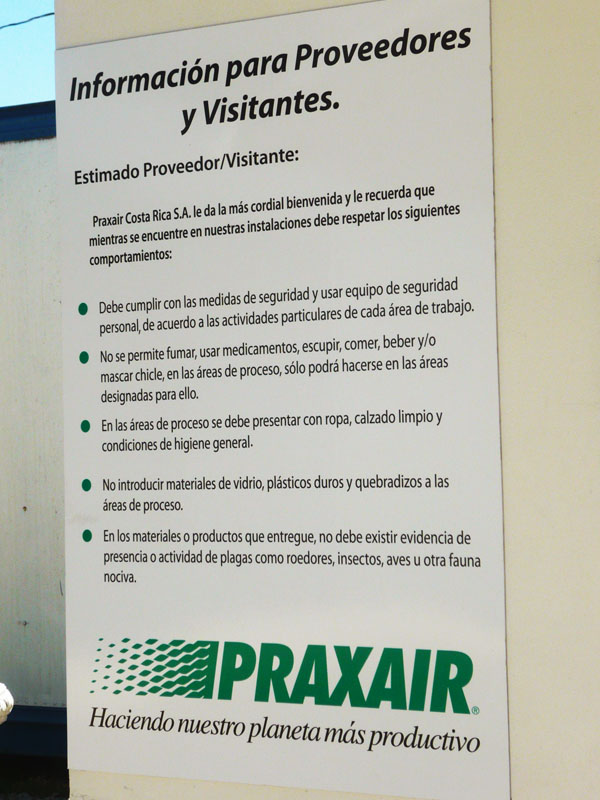 Información para Proveedores
y Visitantes.
Estimado Proveedor/Visitante:
Praxair Costa Rica S.A. le da la más cordial bienvenida y le recuerda que
mientras se encuentre en nuestras instalaciones debe respetar los siguientes
comportamientos:
Debe cumplir con las medidas de seguridad y usar equipo de seguridad
personal, de acuerdo a las actividades particulares de cada área de trabajo.
No se permite fumar, usar medicamentos, escupir, comer, beber y/o
mascar chicle, en las áreas de proceso, sólo podrá hacerse en las áreas
designadas para ello.
En las áreas de proceso se debe presentar con ropa, calzado limpio y
condiciones de higiene general.
No introducir materiales de vidrio, plásticos duros y quebradizos a las
áreas de proceso.
En los materiales o productos que entregue, no debe existir evidencia de
presencia o actividad de plagas como roedores, insectos, aves u otra fauna
nociva.
PRAXAIR®
Haciendo nuestro planeta más productivo